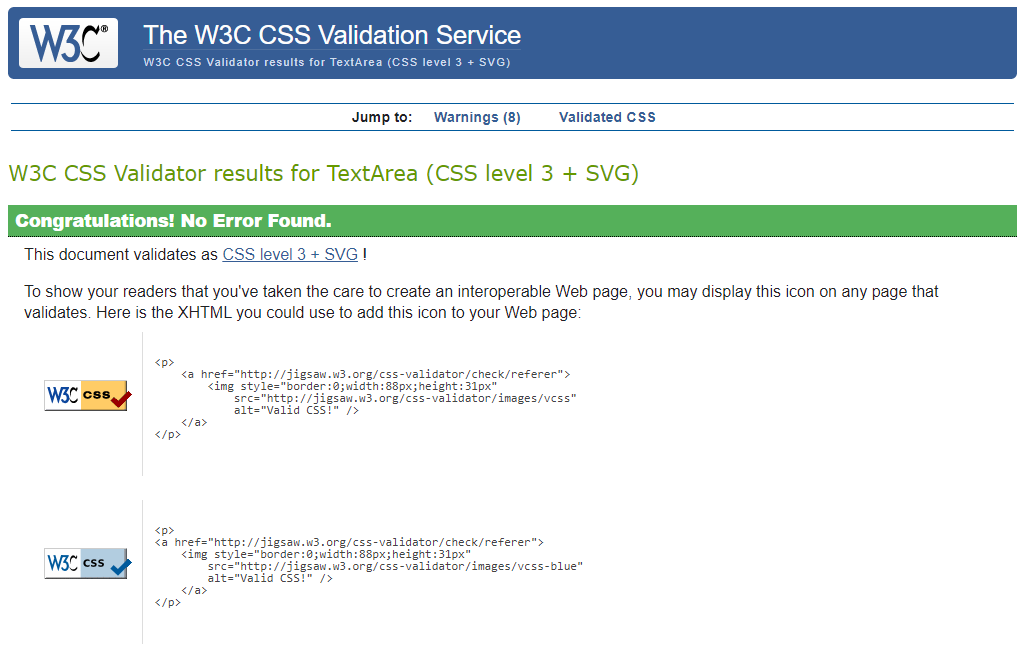 W3C®
The W3C CSS Validation Service
W3C CSS Validator results for TextArea (CSS level 3 + SVG)
Jump to: Warnings (8) Validated CSS
W3C CSS Validator results for TextArea (CSS level 3 + SVG)
Congratulations! No Error Found.
This document validates as CSS level 3 + SVG !
To show your readers that you've taken the care to create an interoperable Web page, you may display this icon on any page that
validates. Here is the XHTML you could use to add this icon to your Web page:
W3C css
<p>
<a href="http://jigsaw.w3.org/css-validator/check/referer">
<img style="border:0;width:88px;height:31px"
src="http://jigsaw.w3.org/css-validator/images/vcss"
alt="Valid CSS!" />
</a>
</p>
W3C css
<p>
<a href="http://jigsaw.w3.org/css-validator/check/referer">
<img style="border:0;width:88px;height:31px"
src="http://jigsaw.w3.org/css-validator/images/vcss-blue"
alt="Valid CSS!" />
</a>
</p>